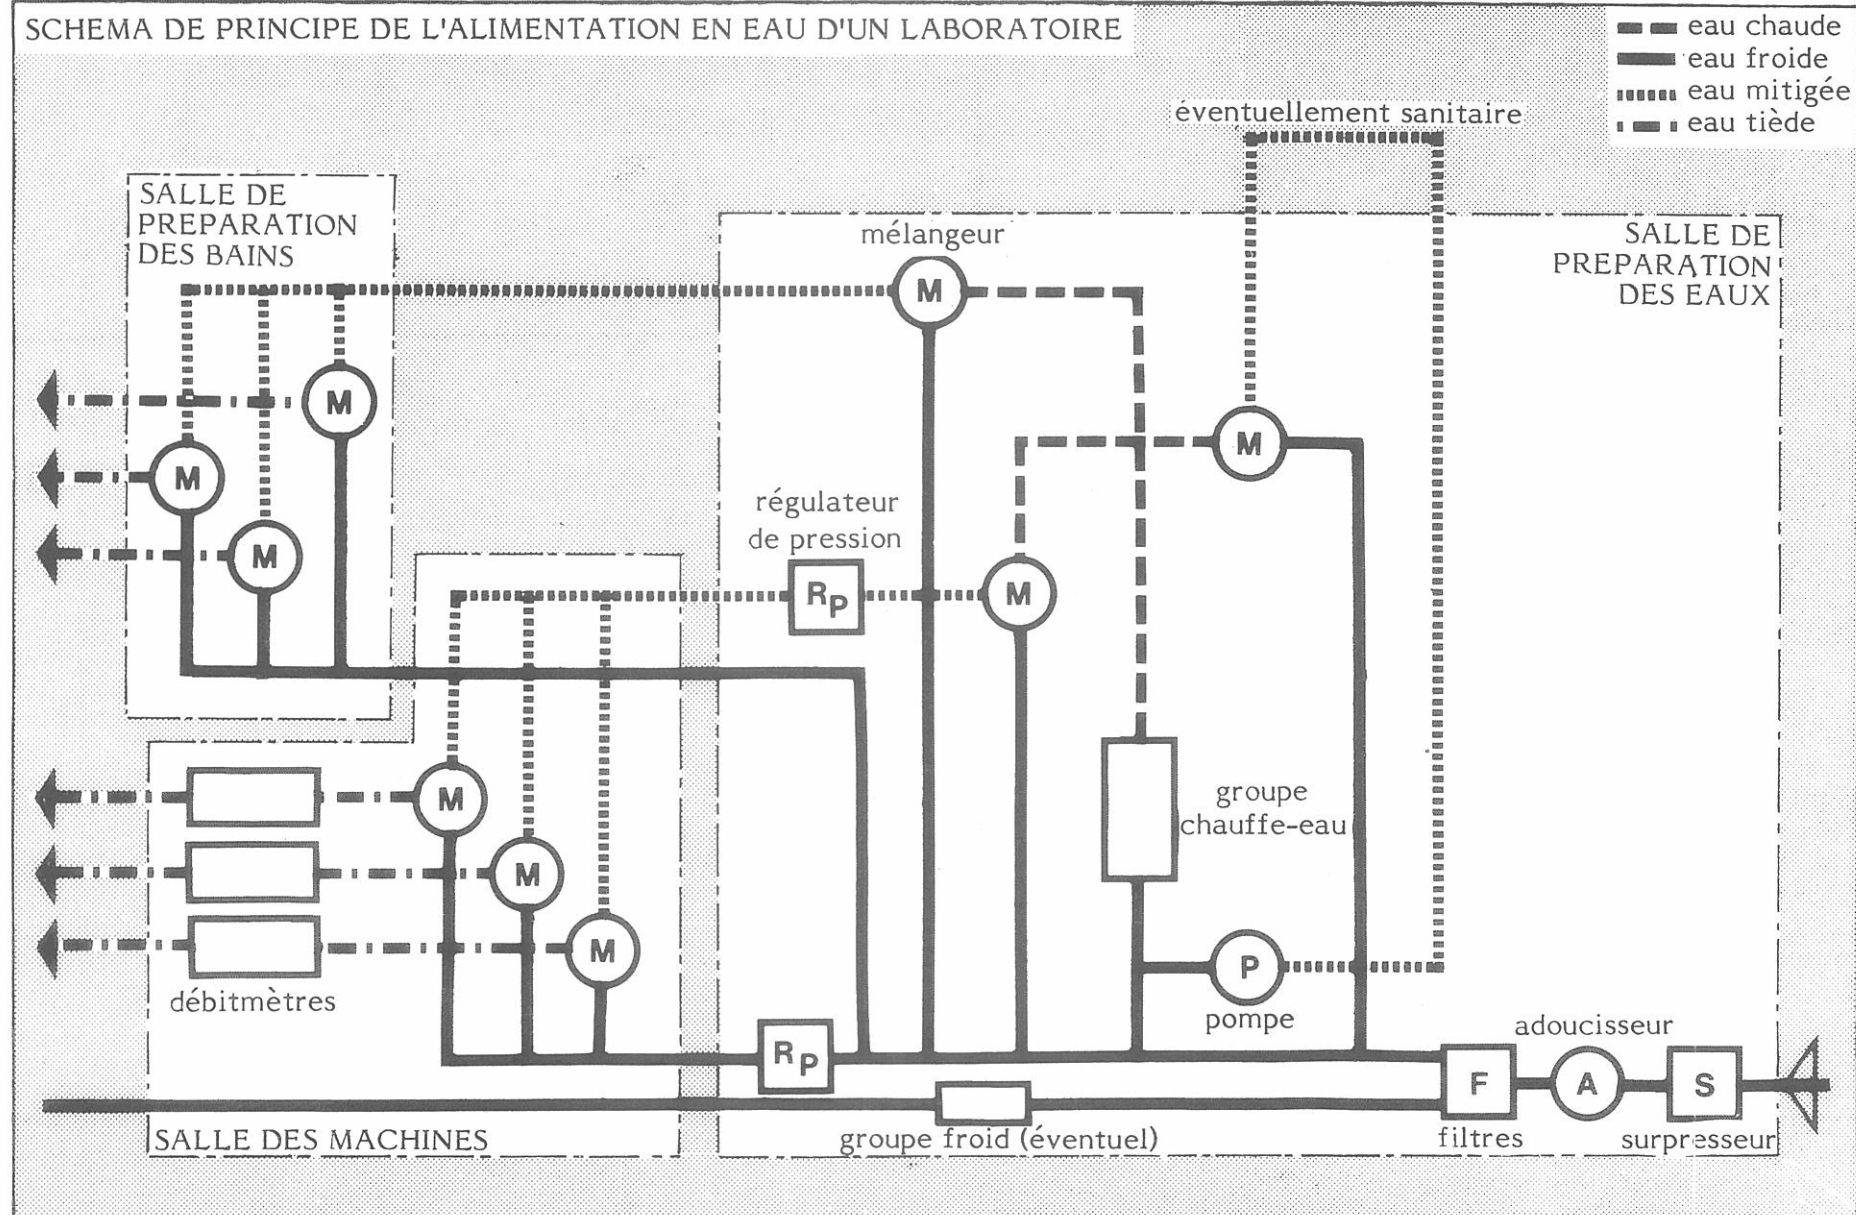 SCHEMA DE PRINCIPE DE L'ALIMENTATION EN EAU D'UN LABORATOIRE
eau chaude
eau froide
eau mitigée
eau tiède
éventuellement sanitaire
SALLE DE
PREPARATION
DES BAINS
mélangeur
SALLE DE
PREPARATION
DES EAUX
M
M
M
M
M
régulateur
de pression
RP
M
M
groupe
chauffe-eau
M
M
M
débitmètres
P
pompe
RP
adoucisseur
F
A
S
SALLE DES MACHINES
groupe froid (éventuel)
filtres
surpresseur